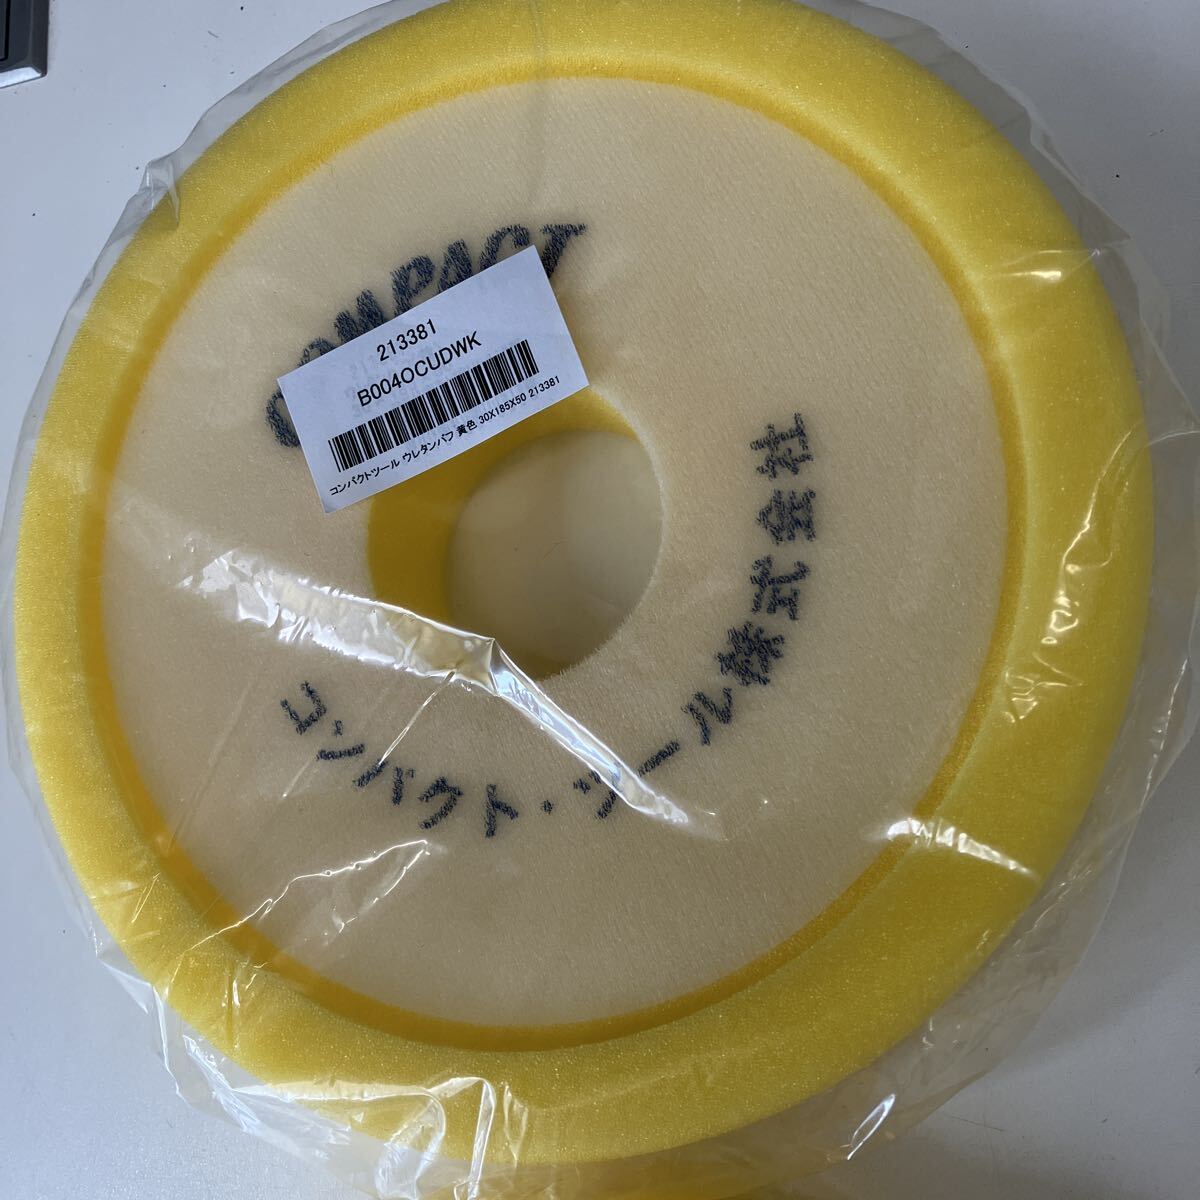 COMPACT
213381
B004OCUDWK
コンパクトツール ウレタンバフ 黄色 30X185X50 213381
コンパクト・ツール株式会社